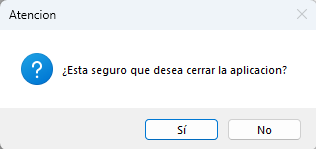 Atencion
¿Esta seguro que desea cerrar la aplicacion?
Sí
No